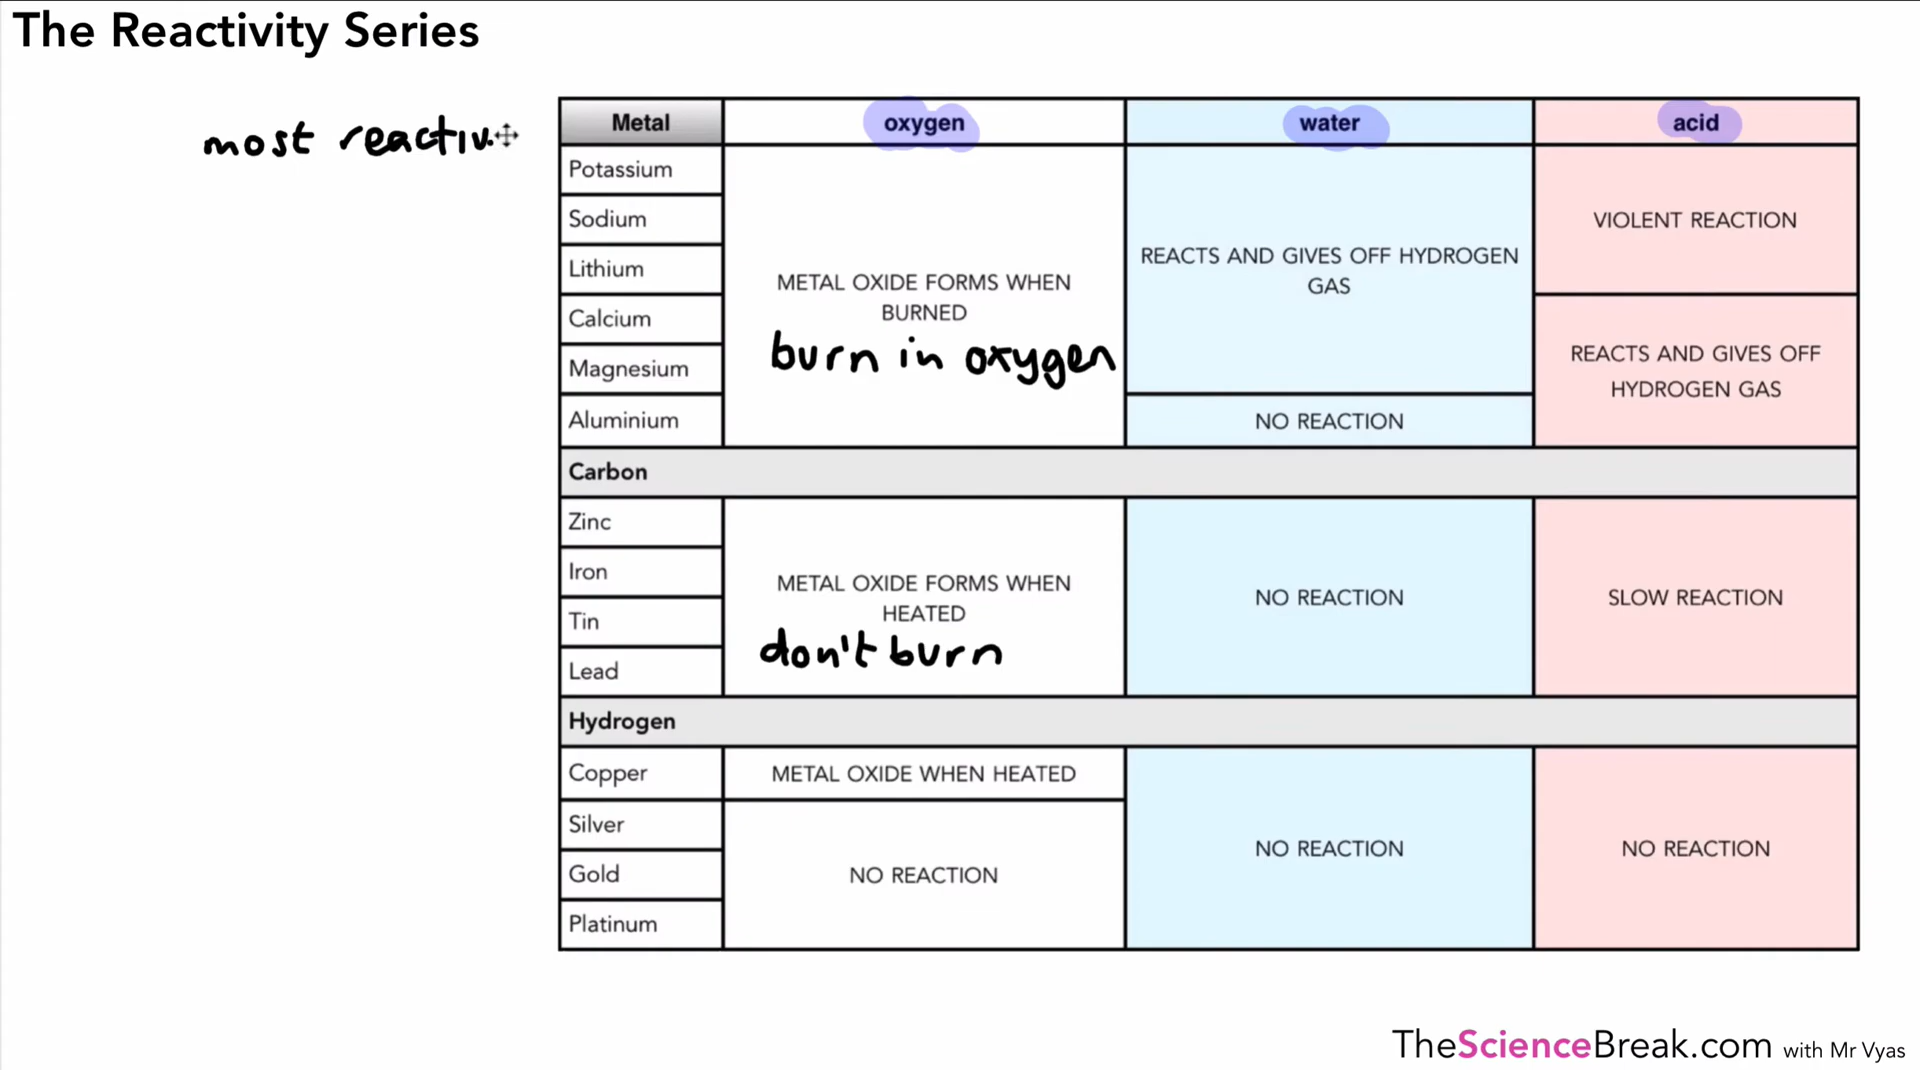 The Reactivity Series
most reactiv
Metal
oxygen
water
acid
Potassium
Sodium
Lithium
Calcium
Magnesium
Aluminium
METAL OXIDE FORMS WHEN
BURNED
burn in oxygen
REACTS AND GIVES OFF HYDROGEN
GAS
NO REACTION
VIOLENT REACTION
REACTS AND GIVES OFF
HYDROGEN GAS
Carbon
Zinc
Iron
Tin
Lead
METAL OXIDE FORMS WHEN
HEATED
don't burn
NO REACTION
SLOW REACTION
Hydrogen
Copper
Silver
Gold
Platinum
METAL OXIDE WHEN HEATED
NO REACTION
NO REACTION
NO REACTION
TheScienceBreak.com with Mr Vyas